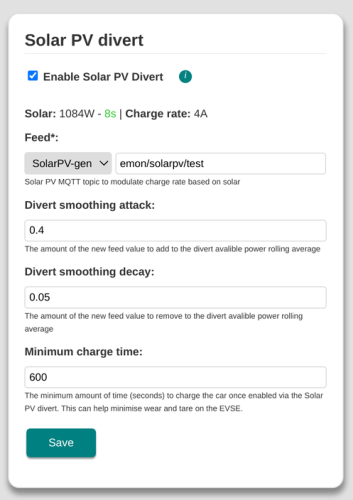 Solar PV divert
Enable Solar PV Divert i
Solar: 1084W - 8s | Charge rate: 4A
Feed*:
SolarPV-gen emon/solarpv/test
Solar PV MQTT topic to modulate charge rate based on solar
Divert smoothing attack:
0.4
The amount of the new feed value to add to the divert avalible power rolling average
Divert smoothing decay:
0.05
The amount of the new feed value to remove to the divert avalible power rolling
average
Minimum charge time:
600
The minimum amount of time (seconds) to charge the car once enabled via the Solar
PV divert. This can help minimise wear and tare on the EVSE.
Save